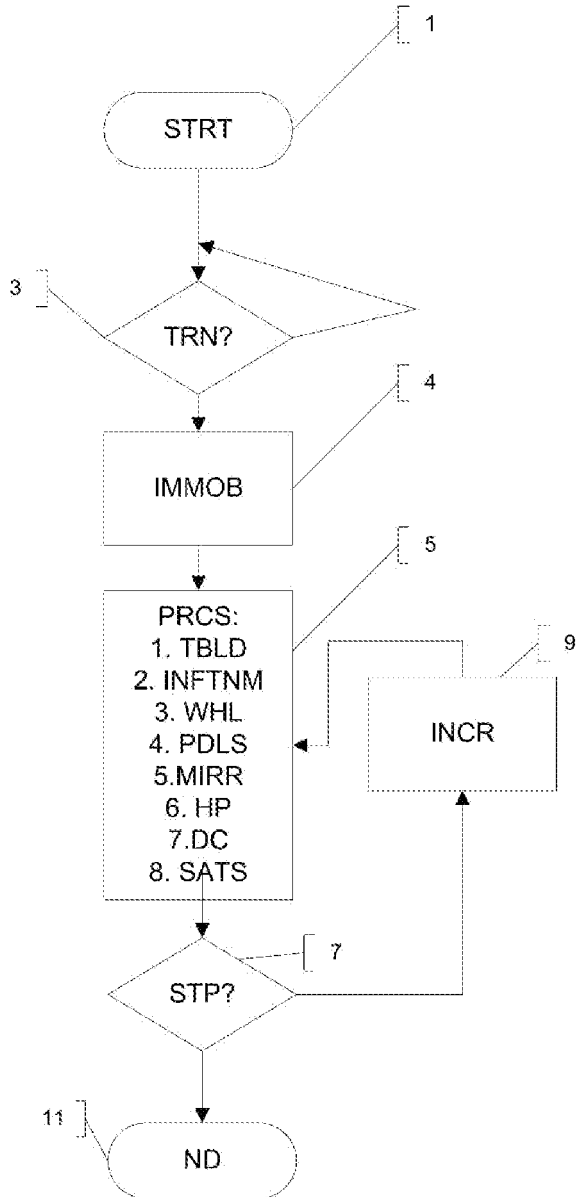 1
STRT
3
TRN?
4
IMMOB
5
PRCS:
1. TBLD
2. INFTNM
3. WHL
4. PDLS
5.MIRR
6. HP
7.DC
8. SATS
9
INCR
7
STP?
11
ND